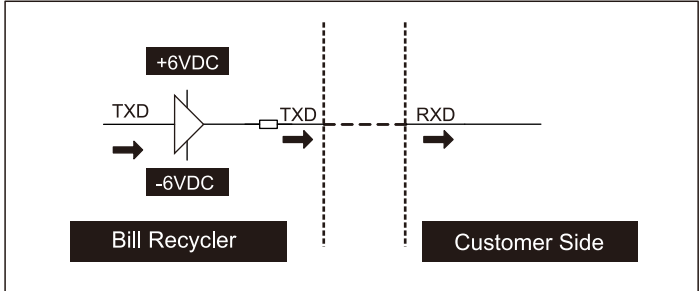 +6VDC
TXD
TXD
RXD
-6VDC
Bill Recycler
Customer Side